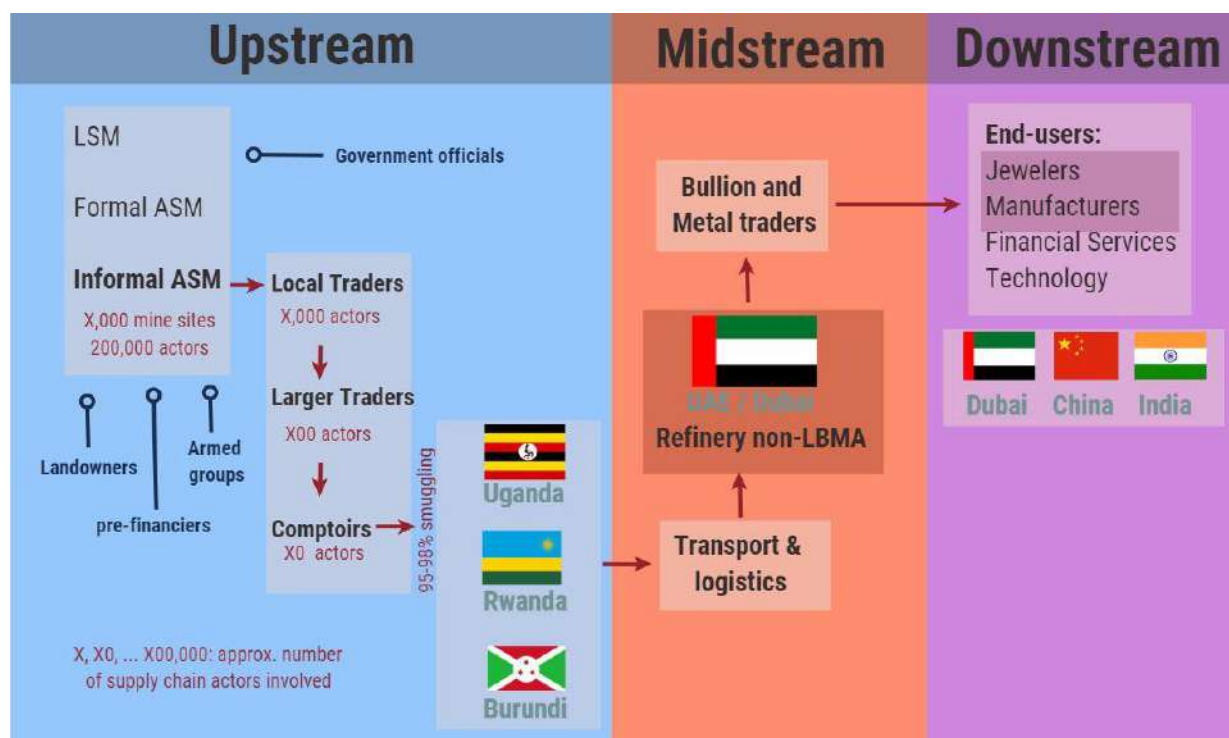 Upstream
Midstream
Downstream
LSM
Formal ASM
Informal ASM
X,000 mine sites
200,000 actors
Government officials
Landowners
pre-financiers
Armed
groups
Local Traders
X,000 actors
Larger Traders
X00 actors
Comptoirs
X0 actors
95-98% smuggling
Uganda
Rwanda
Burundi
X, X0, ... X00,000: approx. number
of supply chain actors involved
Bullion and
Metal traders
UAE / Dubai
Refinery non-LBMA
Transport &
logistics
End-users:
Jewelers
Manufacturers
Financial Services
Technology
Dubai
China
India